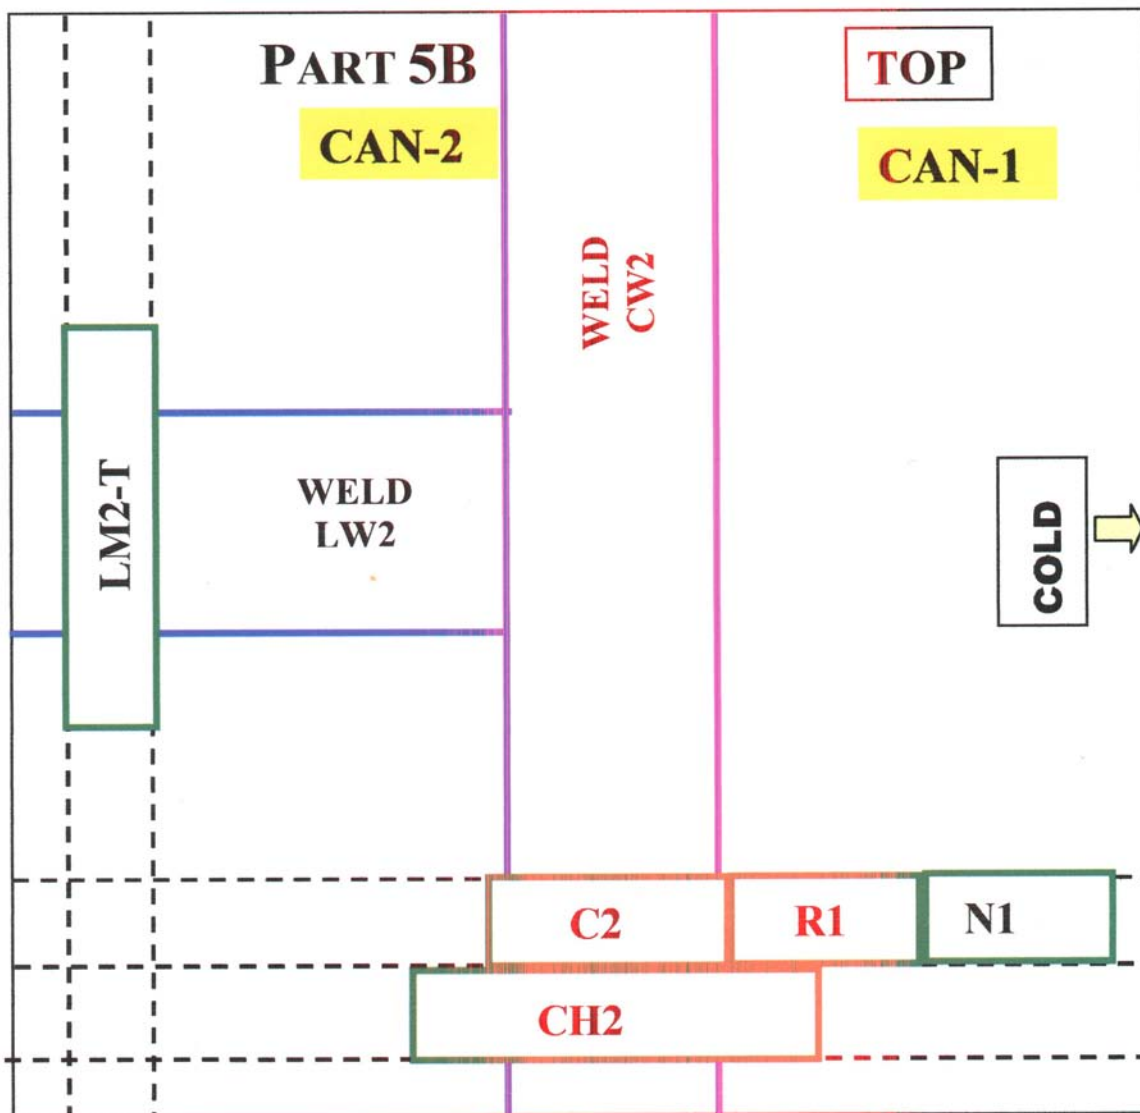 PART 5B
TOP
CAN-2
CAN-1
WELD
CW2
LM2-T
WELD
LW2
COLD
C2
R1
N1
CH2